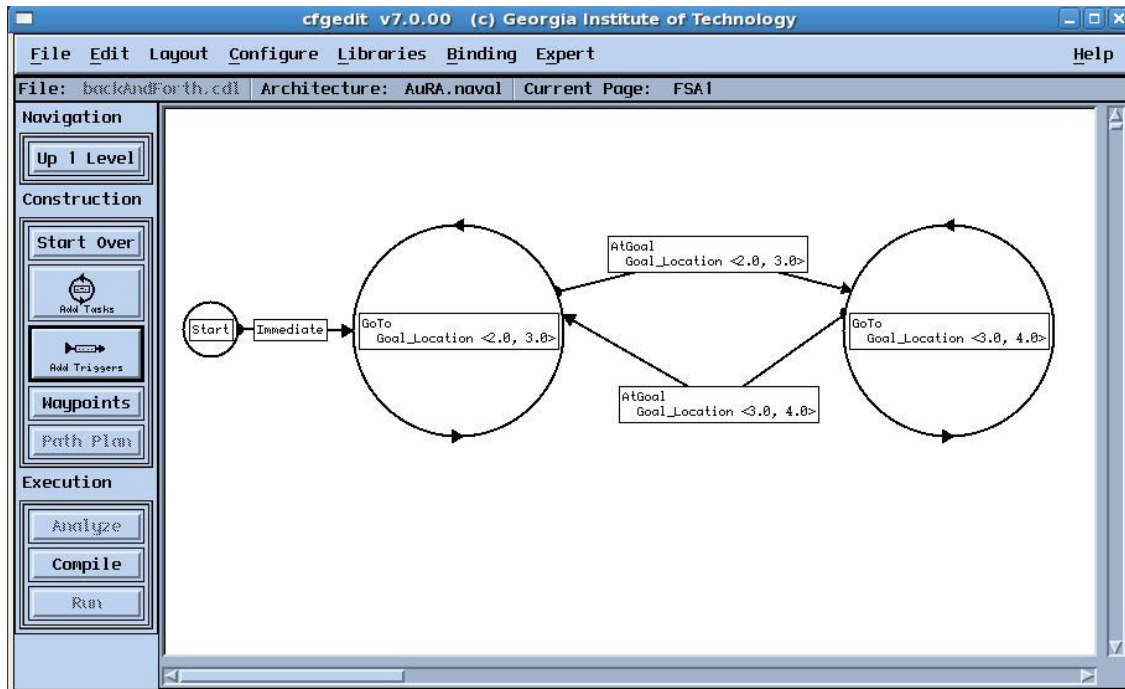 cfgedit v7.0.00 (c) Georgia Institute of Technology
File Edit Layout Configure Libraries Binding Expert Help
File: backAndForth.cdl Architecture: AuRA.naval Current Page: FSA1
Navigation
Up 1 Level
Construction
Start Over
Add Tasks
Add Triggers
Waypoints
Path Plan
Execution
Analyze
Compile
Run
Start
Immediate
GoTo
Goal_Location <2.0, 3.0>
AtGoal
Goal_Location <2.0, 3.0>
AtGoal
Goal_Location <3.0, 4.0>
GoTo
Goal_Location <3.0, 4.0>